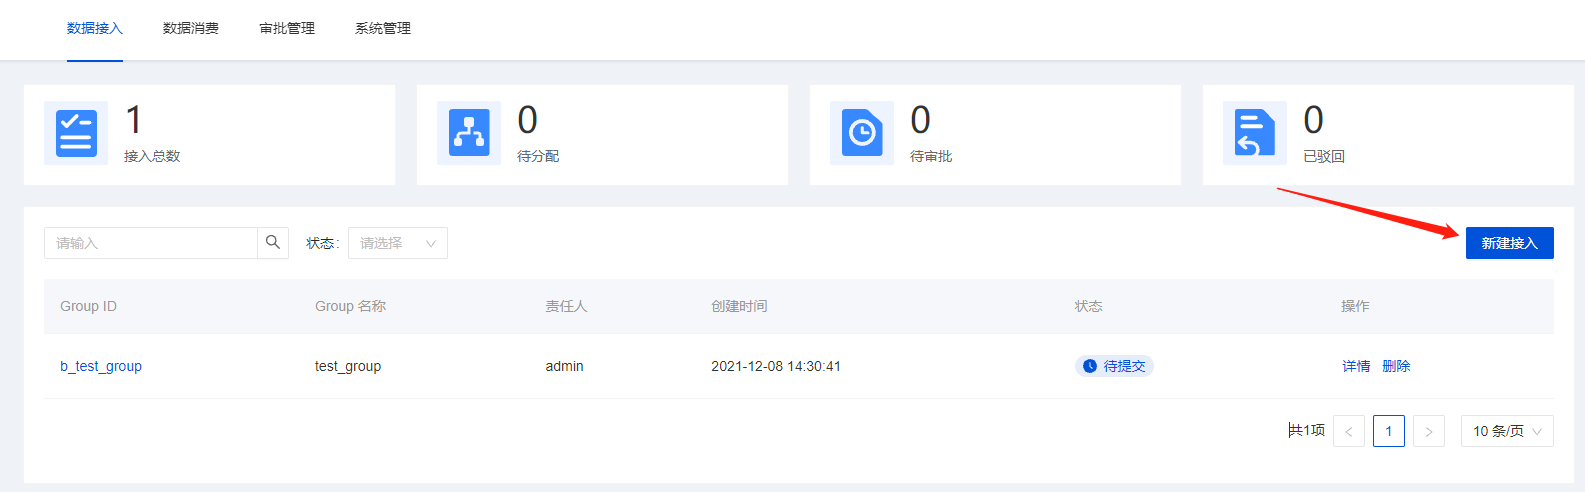 数据接入 数据消费 审批管理 系统管理
1 0 0 0
接入总数 待分配 待审批 已驳回
请输入 状态: 请选择 新建接入
Group ID Group 名称 责任人 创建时间 状态 操作
b_test_group test_group admin 2021-12-08 14:30:41 待提交 详情 删除
共1项 < 1 > 10 条/页